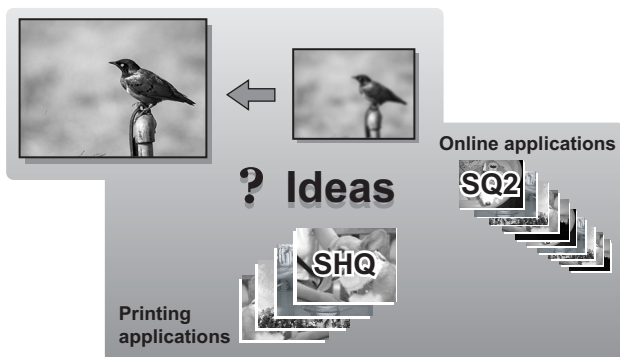 Online applications
SQ2
? Ideas
SHQ
Printing
applications